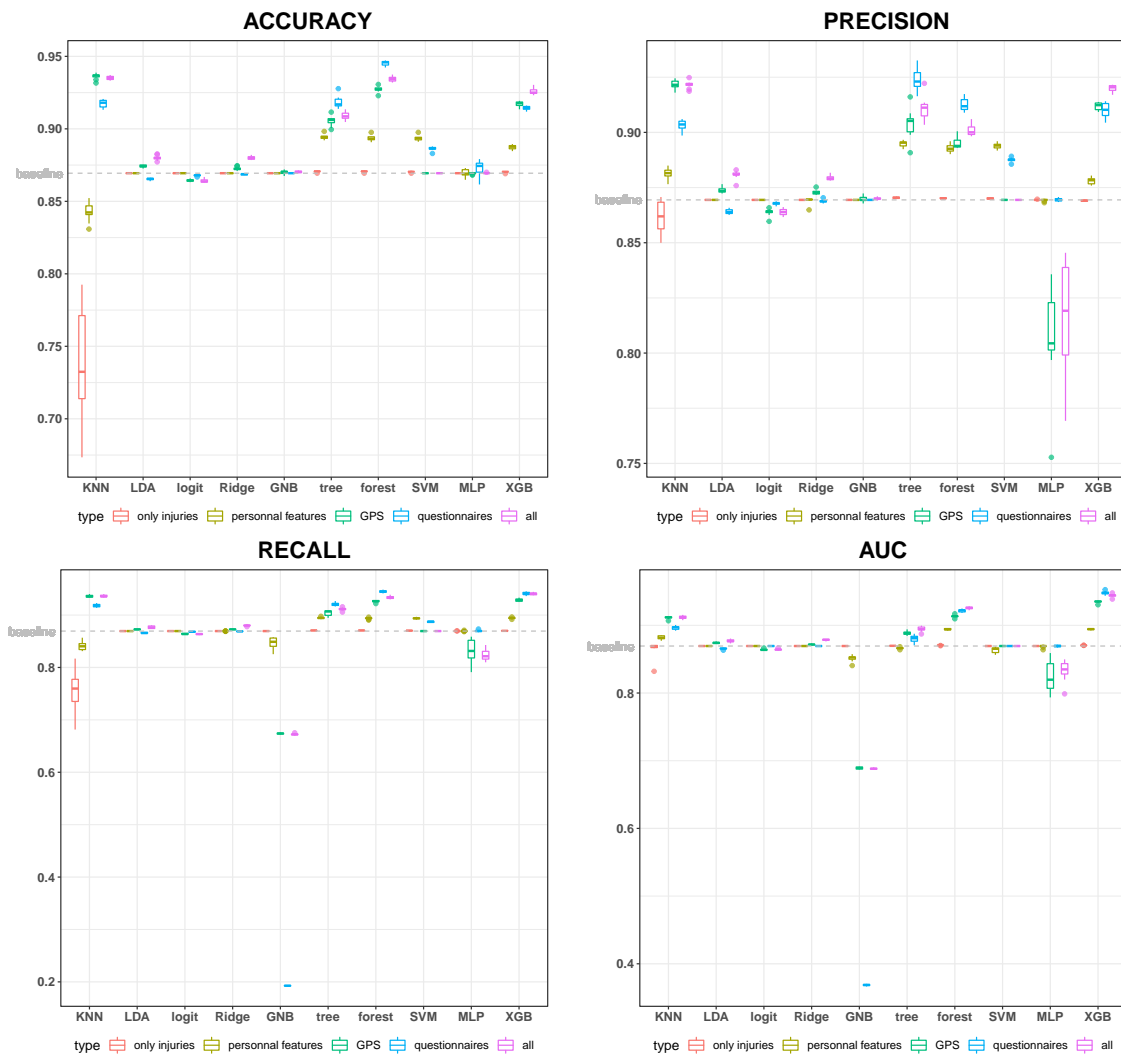 ACCURACY
0.95
0.90
baseline
0.85
0.80
0.75
0.70
KNN LDA logit Ridge GNB tree forest SVM MLP XGB
type only injuries personnal features GPS questionnaires all
PRECISION
0.90
baseline
0.85
0.80
0.75
KNN LDA logit Ridge GNB tree forest SVM MLP XGB
type only injuries personnal features GPS questionnaires all
RECALL
baseline
0.8
0.6
0.4
0.2
KNN LDA logit Ridge GNB tree forest SVM MLP XGB
type only injuries personnal features GPS questionnaires all
AUC
baseline
0.8
0.6
0.4
KNN LDA logit Ridge GNB tree forest SVM MLP XGB
type only injuries personnal features GPS questionnaires all